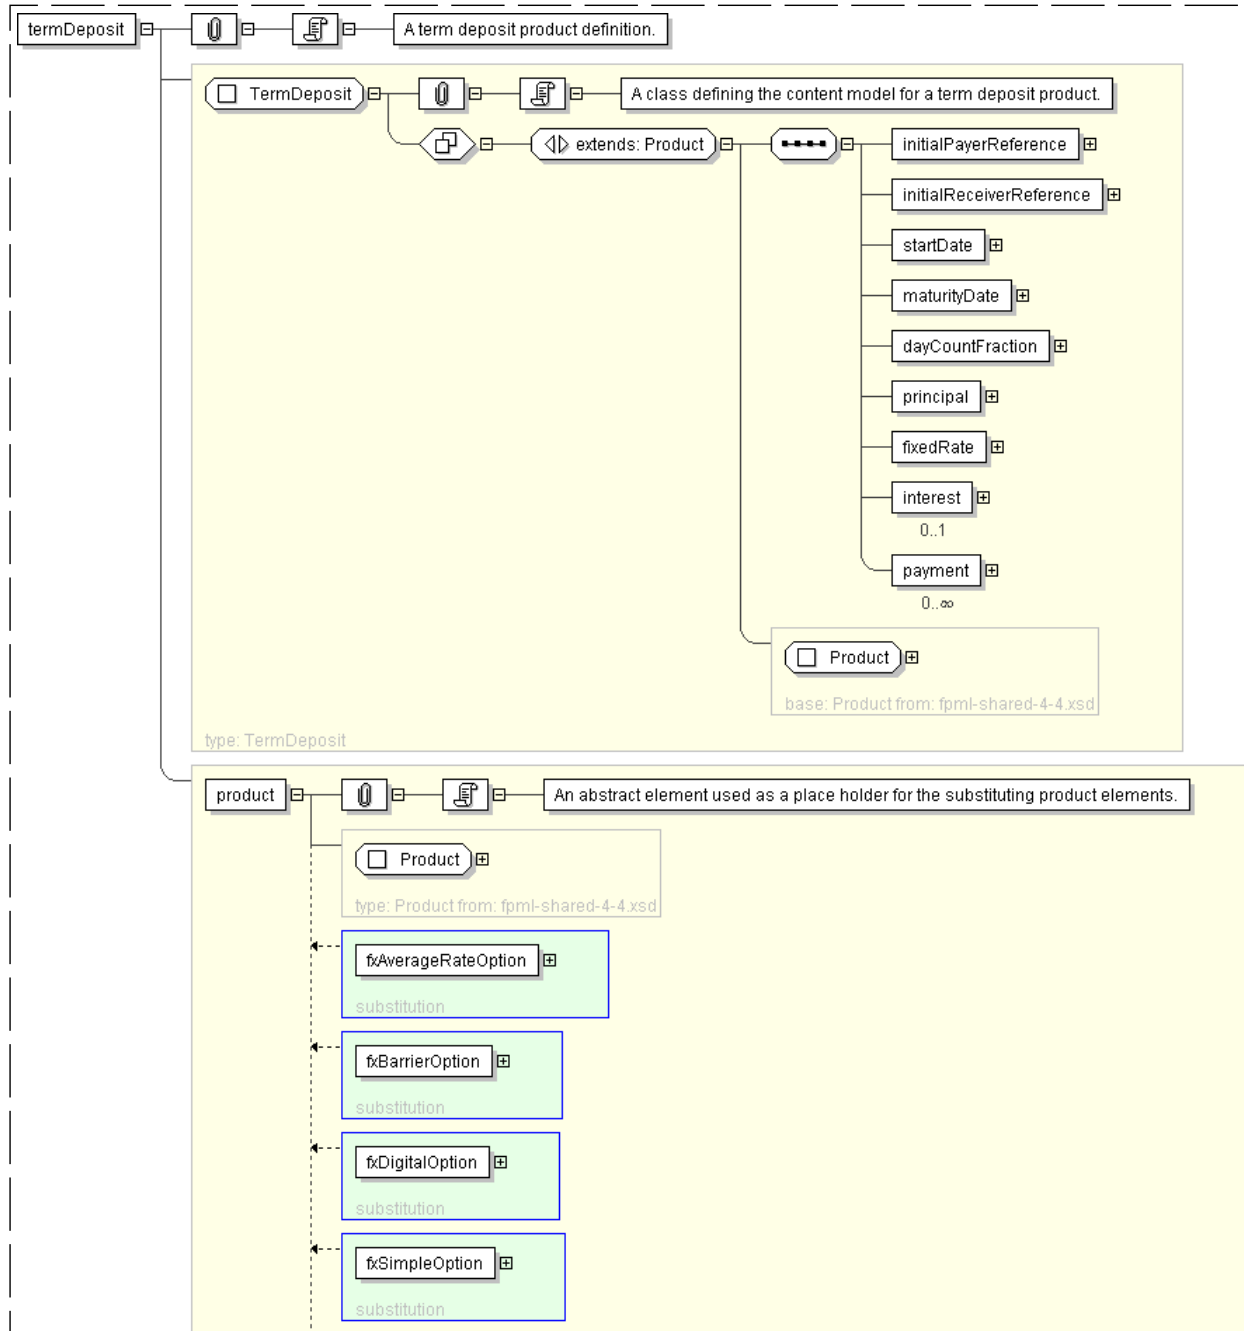 termDeposit
A term deposit product definition.
TermDeposit
A class defining the content model for a term deposit product.
extends: Product
initialPayerReference
initialReceiverReference
startDate
maturityDate
dayCountFraction
principal
fixedRate
interest
0..1
payment
0..∞
Product
base: Product from: fpml-shared-4-4.xsd
type: TermDeposit
product
An abstract element used as a place holder for the substituting product elements.
Product
type: Product from: fpml-shared-4-4.xsd
fxAverageRateOption
substitution
fxBarrierOption
substitution
fxDigitalOption
substitution
fxSimpleOption
substitution